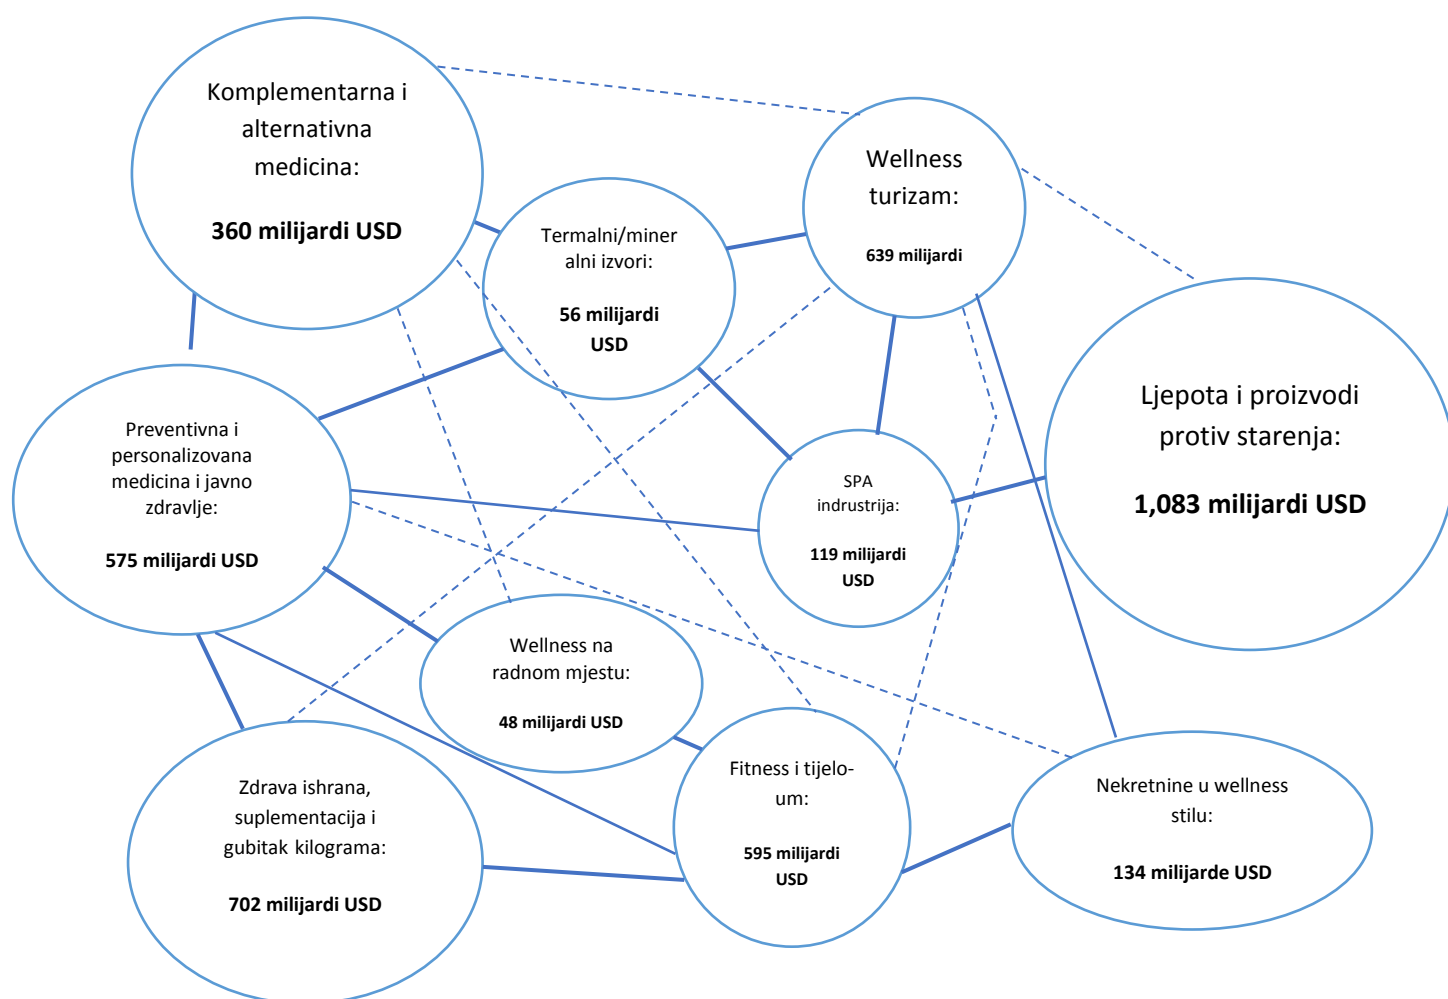 Komplementarna i
alternativna
medicina:
360 milijardi USD
Termalni/miner
alni izvori:
56 milijardi
USD
Wellness
turizam:
639 milijardi
Ljepota i proizvodi
protiv starenja:
1,083 milijardi USD
Preventivna i
personalizovana
medicina i javno
zdravlje:
575 milijardi USD
SPA
indrustrija:
119 milijardi
USD
Wellness na
radnom mjestu:
48 milijardi USD
Zdrava ishrana,
suplementacija i
gubitak kilograma:
702 milijardi USD
Fitness i tijelo-
um:
595 milijardi
USD
Nekretnine u wellness
stilu:
134 milijarde USD